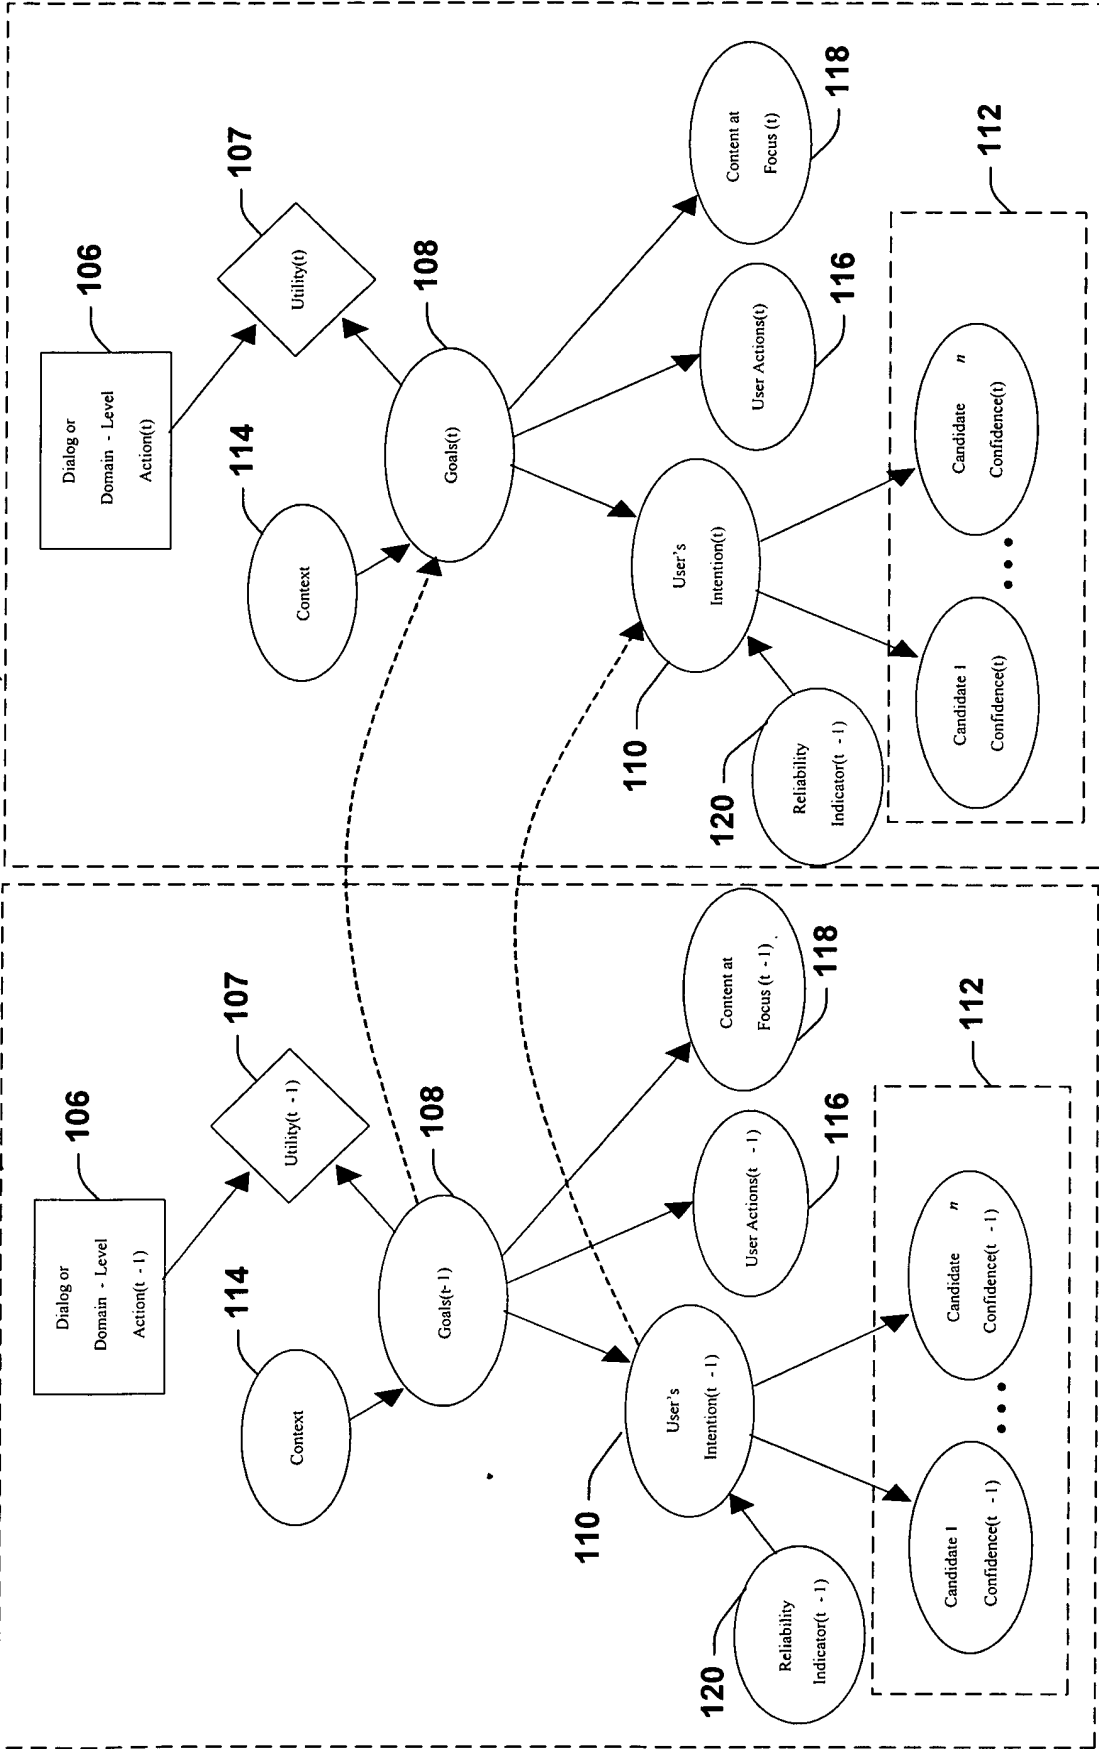 Dialog or
Domain - Level
Action(t - 1)
106
107
114
Utility(t - 1)
Context
108
Goals(t-1)
110
User's
Intention(t - 1)
Content at
Focus (t - 1)
118
120
User Actions(t - 1)
116
Reliability
Indicator(t - 1)
112
Candidate 1
Confidence(t - 1)
Candidate n
Confidence(t - 1)
Dialog or
Domain - Level
Action(t)
106
107
114
Utility(t)
Context
108
Goals(t)
110
User's
Intention(t)
Content at
Focus (t)
118
120
User Actions(t)
116
Reliability
Indicator(t - 1)
112
Candidate 1
Confidence(t)
Candidate n
Confidence(t)